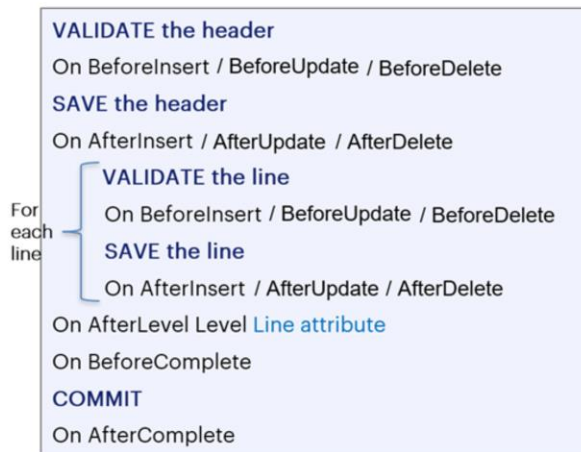 VALIDATE the header
On BeforeInsert / BeforeUpdate / BeforeDelete
SAVE the header
On AfterInsert / AfterUpdate / AfterDelete
For
each
line
VALIDATE the line
On BeforeInsert / BeforeUpdate / BeforeDelete
SAVE the line
On AfterInsert / AfterUpdate / AfterDelete
On AfterLevel Level Line attribute
On BeforeComplete
COMMIT
On AfterComplete